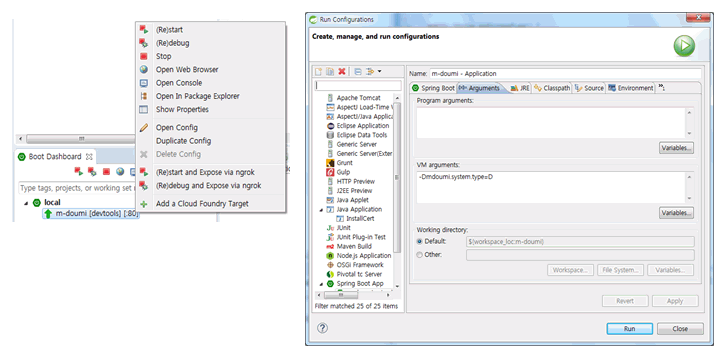 (Re)start
(Re)debug
Stop
Open Web Browser
Open Console
Open In Package Explorer
Show Properties
Open Config
Duplicate Config
Delete Config
(Re)start and Expose via ngrok
(Re)debug and Expose via ngrok
Add a Cloud Foundry Target
Boot Dashboard
Type tags, projects, or working set
local
m-doumi [devtools] [:80]
Run Configurations
Create, manage, and run configurations
Name: m-doumi - Application
Apache Tomcat
AspectJ Load-Time
AspectJ/Java Applica
Eclipse Application
Eclipse Data Tools
Generic Server
Generic Server(Exter
Grunt
Gulp
HTTP Preview
J2EE Preview
Java Applet
Java Application
InstallCert
JUnit
JUnit Plug-in Test
Maven Build
Node.js Application
OSGi Framework
Pivotal tc Server
Spring Boot App
Filter matched 25 of 25 items
Spring Boot Arguments JRE Classpath Source Environment
Program arguments:
Variables...
VM arguments:
-Dmdoumi.system.type=D
Variables...
Working directory:
Default: ${workspace_loc:m-doumi}
Other:
Workspace... File System... Variables...
Revert Apply
Run Close